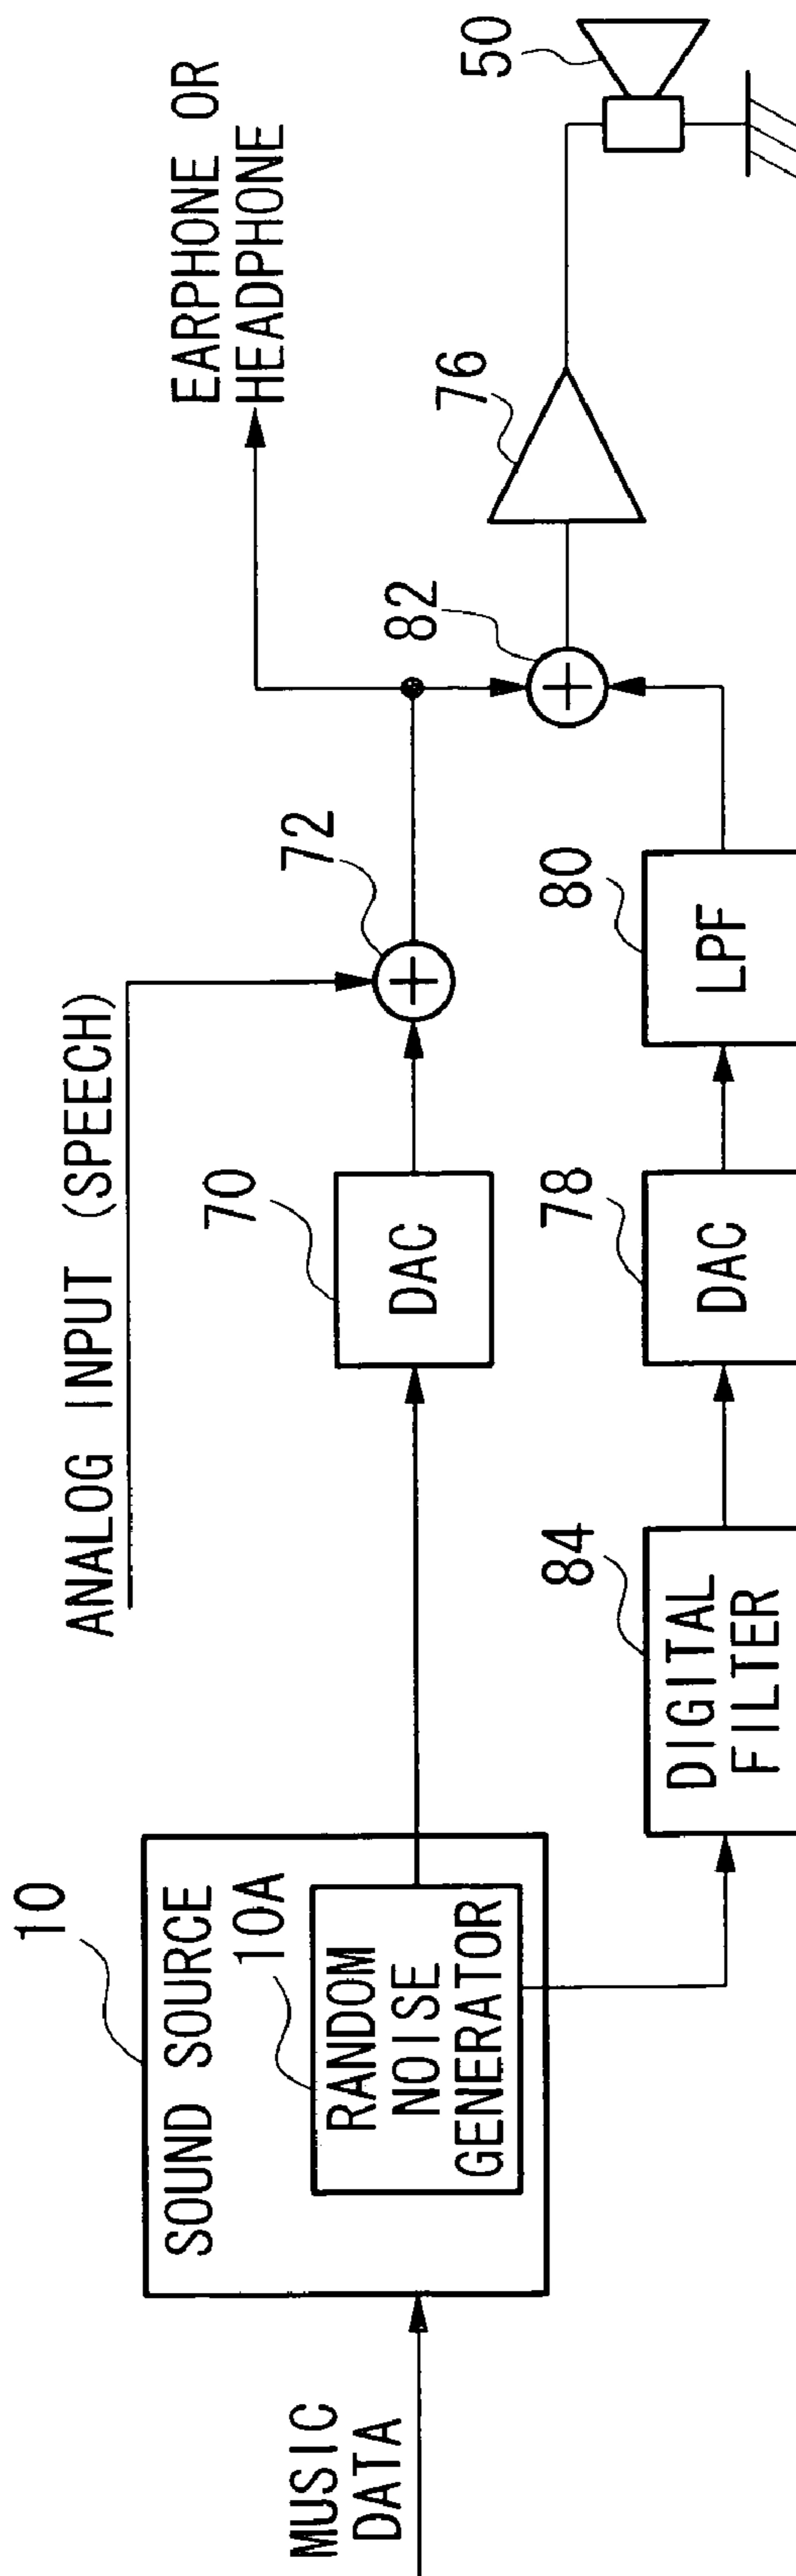 MUSIC
DATA
10
SOUND SOURCE
10A
RANDOM
NOISE
GENERATOR
ANALOG INPUT (SPEECH)
70
DAC
72
EARPHONE OR
HEADPHONE
84
DIGITAL
FILTER
78
DAC
80
LPF
82
76
50